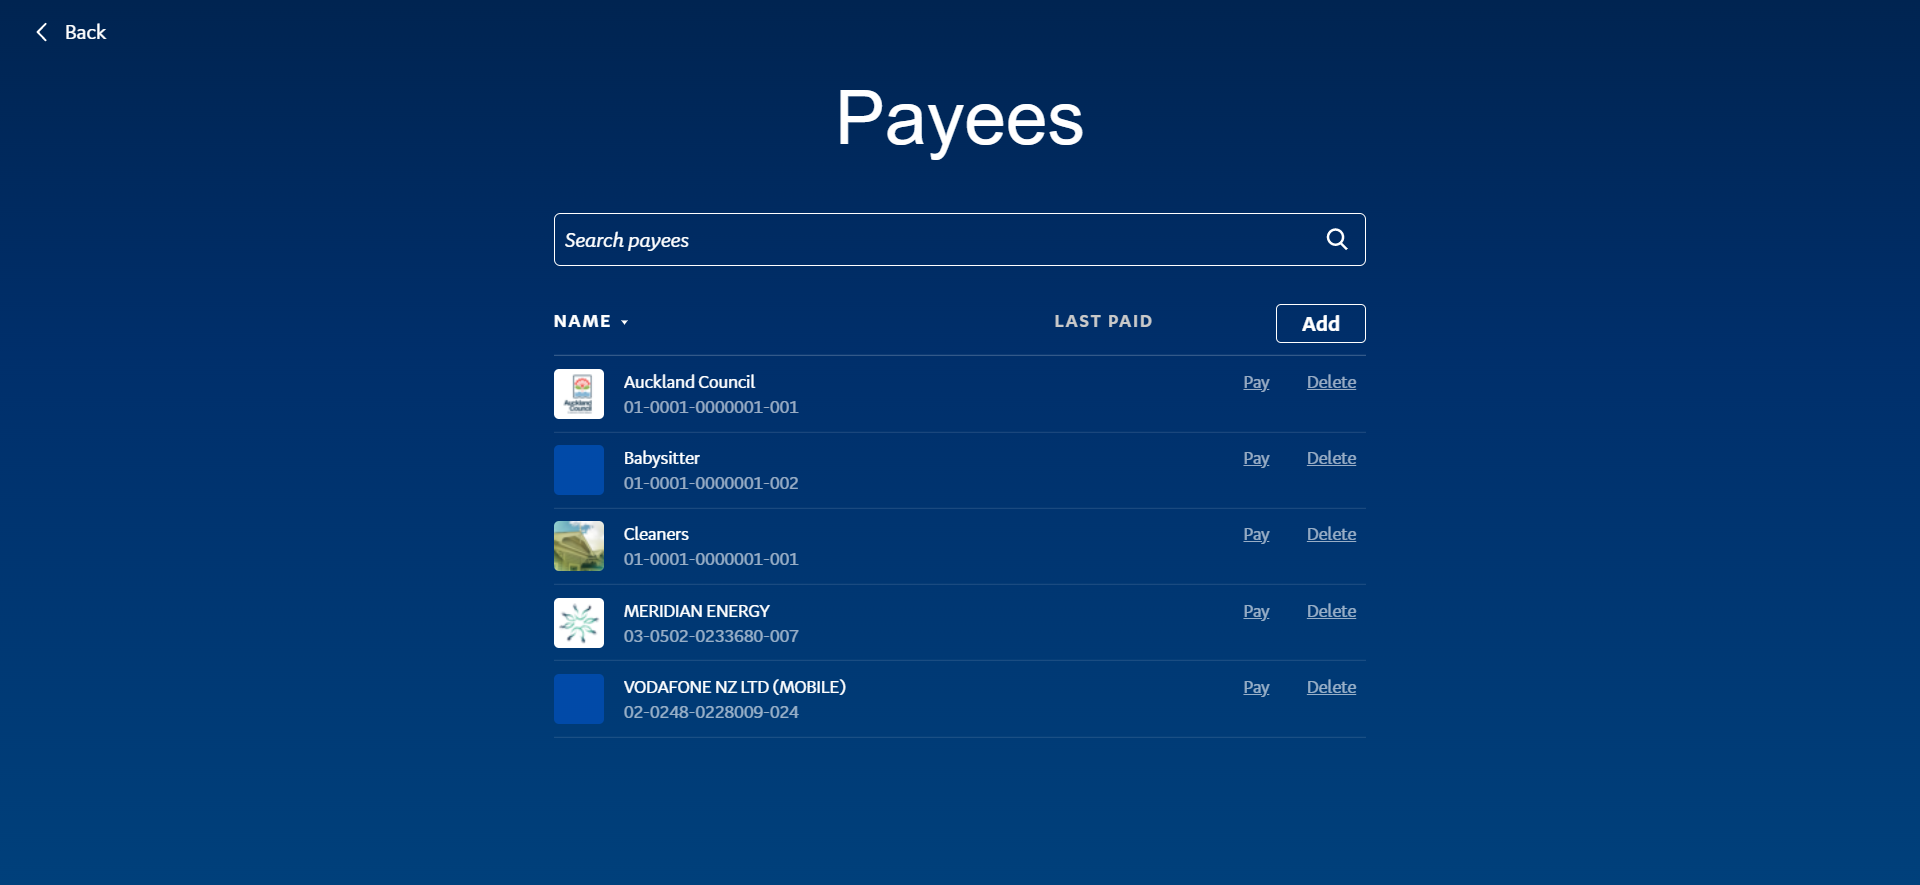 Back
Payees
Search payees
NAME
LAST PAID
Add
Auckland Council
Auckland Council
01-0001-0000001-001
Pay
Delete
Babysitter
01-0001-0000001-002
Pay
Delete
Cleaners
01-0001-0000001-001
Pay
Delete
MERIDIAN ENERGY
03-0502-0233680-007
Pay
Delete
VODAFONE NZ LTD (MOBILE)
02-0248-0228009-024
Pay
Delete